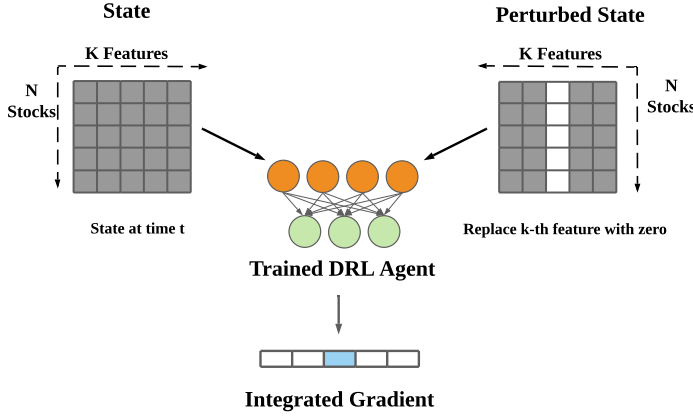 State
Perturbed State
K Features
K Features
N
Stocks
N
Stocks
State at time t
Replace k-th feature with zero
Trained DRL Agent
Integrated Gradient